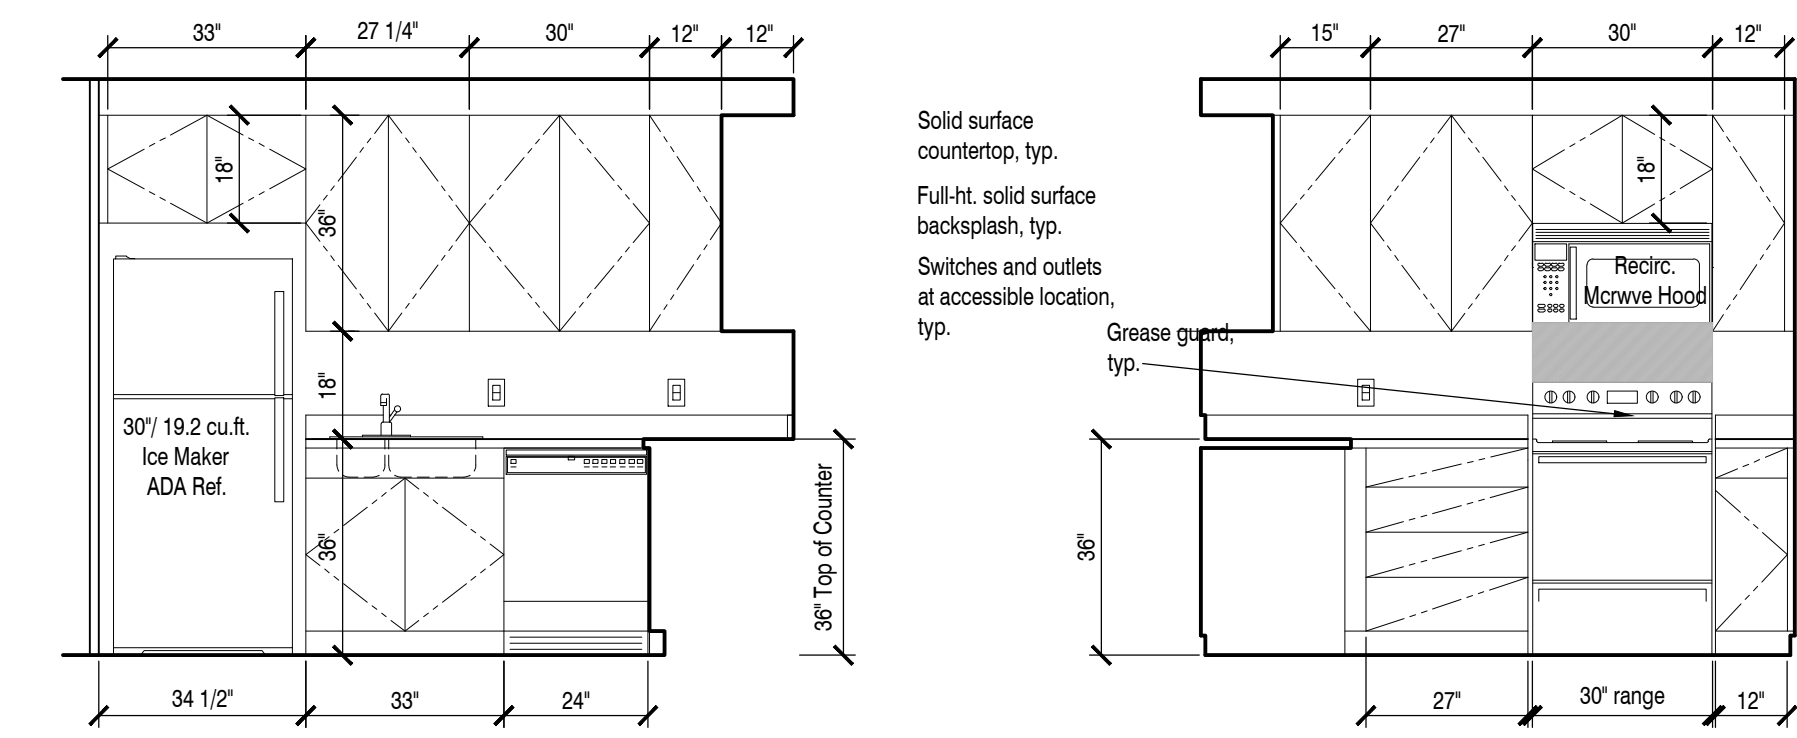 33"
27 1/4"
30"
12"
12"
15"
27"
30"
12"
18"
36"
18"
36"
30"/ 19.2 cu.ft.
Ice Maker
ADA Ref.
36" Top of Counter
34 1/2"
33"
24"
Solid surface
countertop, typ.
Full-ht. solid surface
backsplash, typ.
Switches and outlets
at accessible location,
typ.
Grease guard,
typ.
18"
Recirc.
Mcrwve Hood
36"
27"
30" range
12"